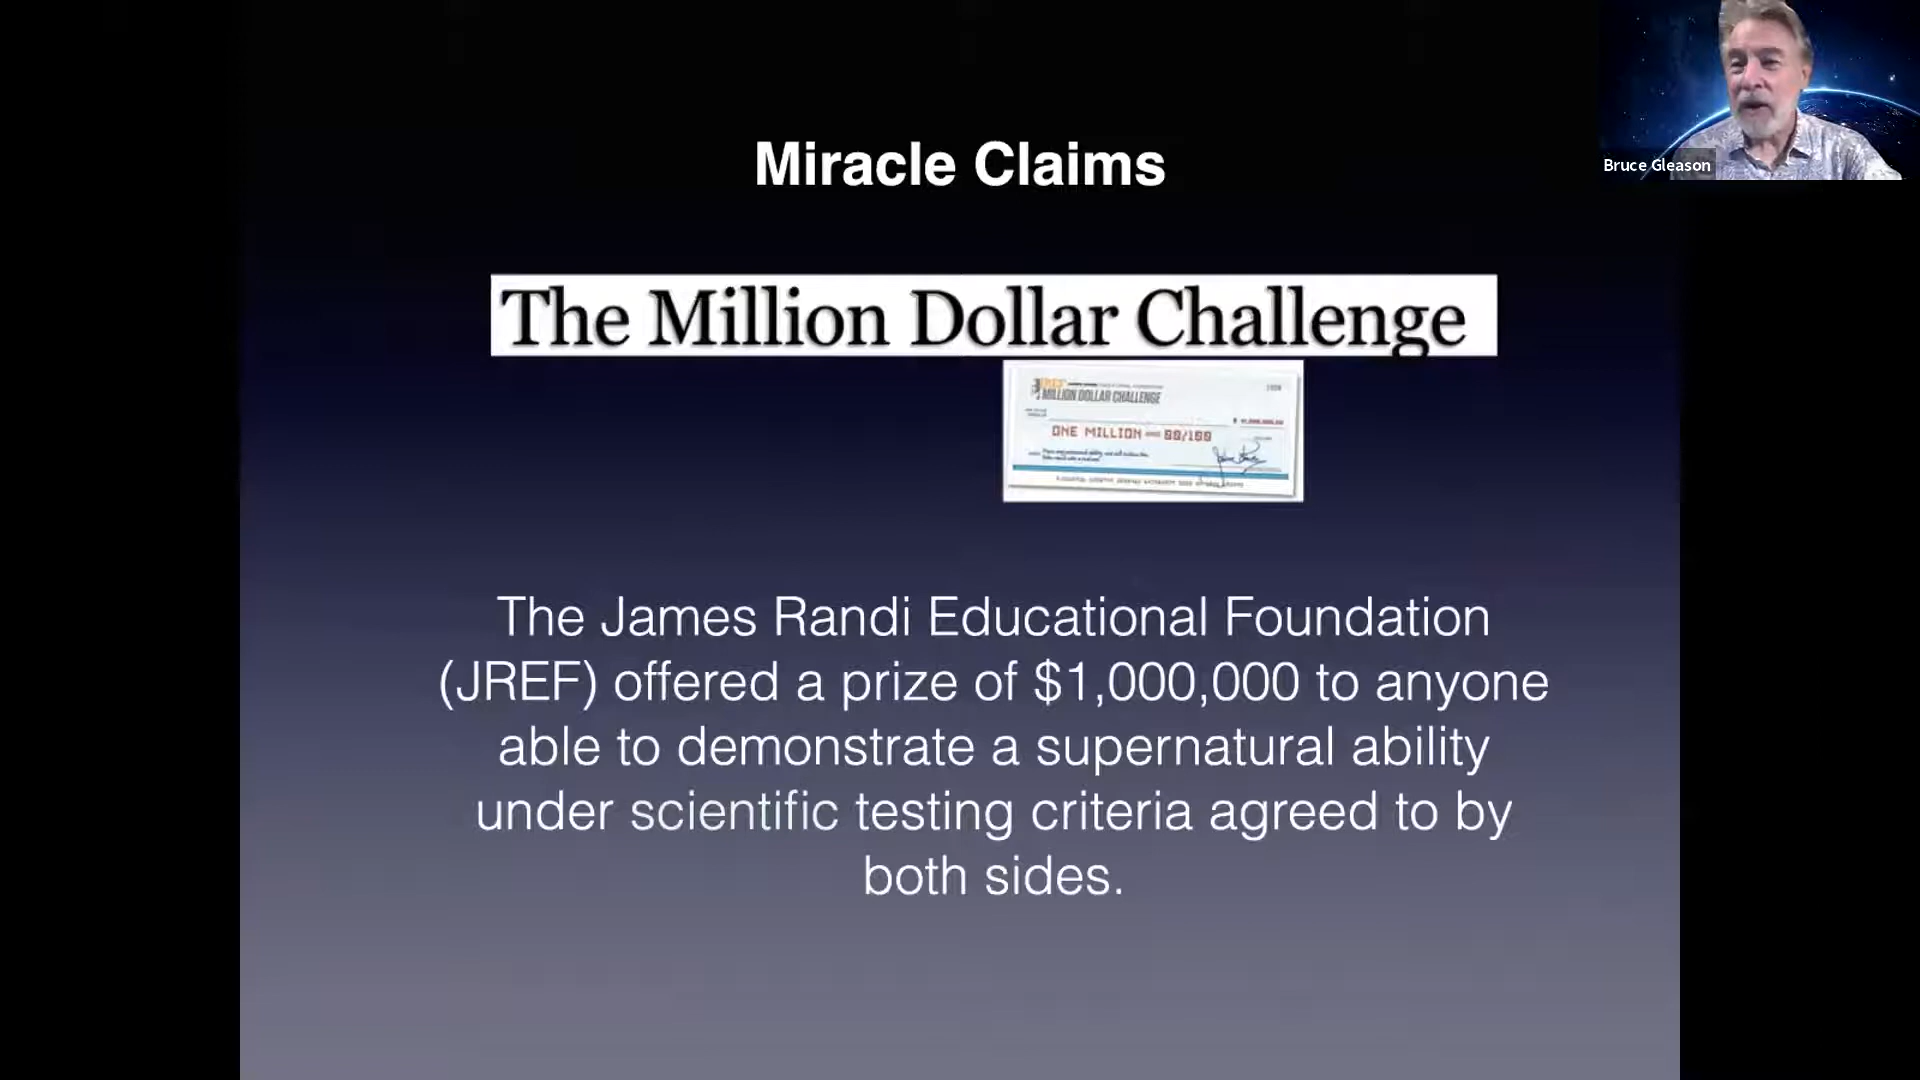 Miracle Claims
Bruce Gleason
The Million Dollar Challenge
MILLION DOLLAR CHALLENGE
ONE MILLION 00/100
The James Randi Educational Foundation
(JREF) offered a prize of $1,000,000 to anyone
able to demonstrate a supernatural ability
under scientific testing criteria agreed to by
both sides.